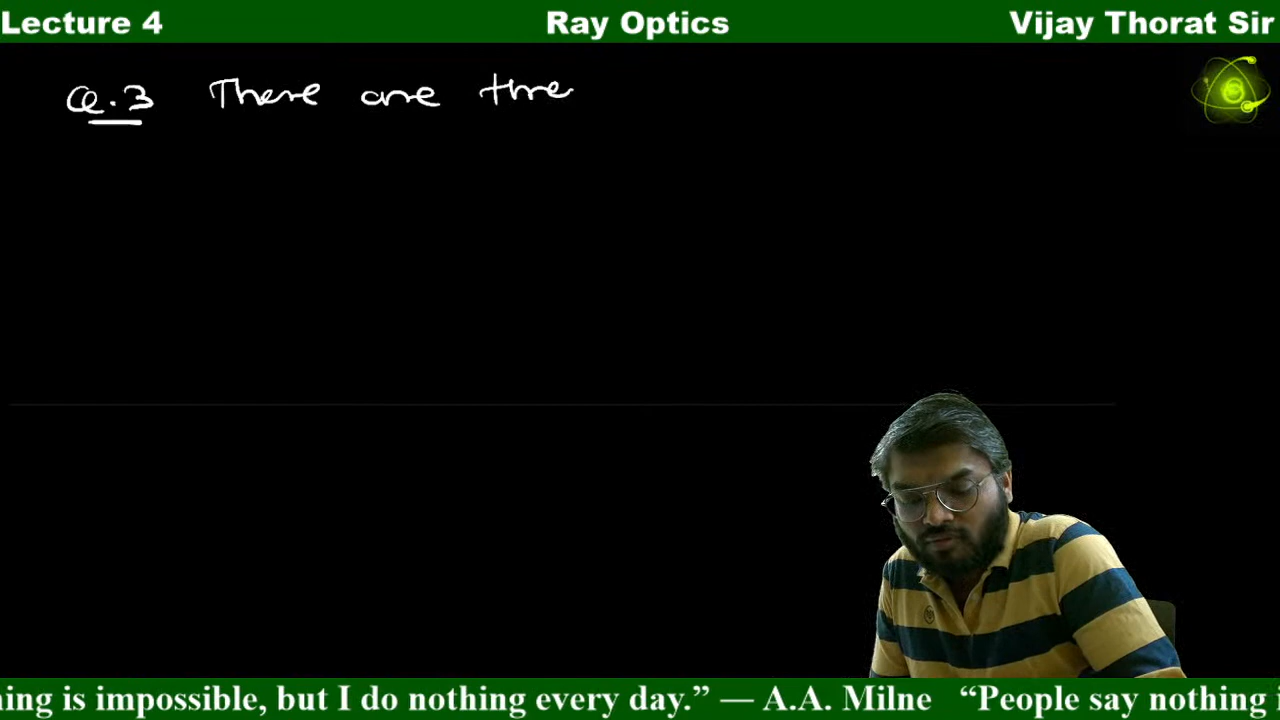 Lecture 4 Ray Optics Vijay Thorat Sir
Q.3 There are thre
ning is impossible, but I do nothing every day.” — A.A. Milne “People say nothing i